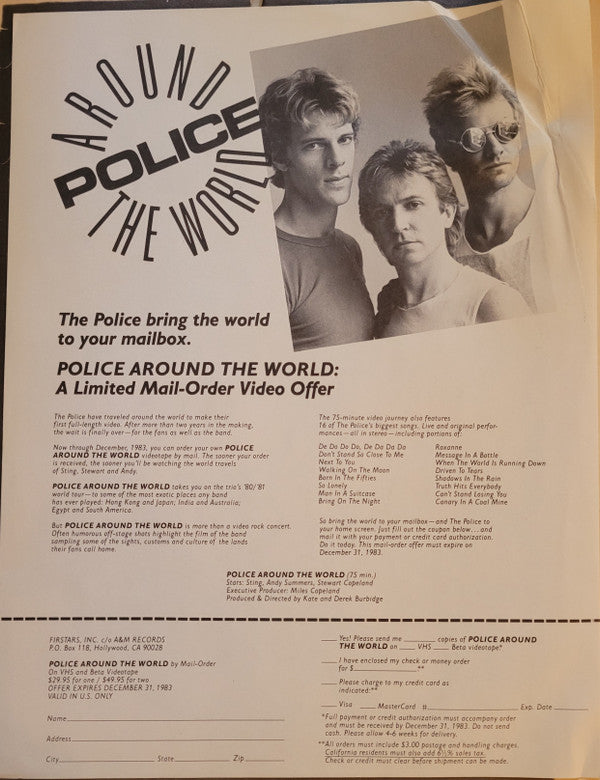 AROUND
POLICE
THE WORLD
The Police bring the world
to your mailbox.
POLICE AROUND THE WORLD:
A Limited Mail-Order Video Offer
The Police have traveled around the world to make their
first full-length video. After more than two years in the making,
the wait is finally over—for the fans as well as the band.
Now through December, 1983, you can order your own POLICE
AROUND THE WORLD videotape by mail. The sooner your order
is received, the sooner you'll be watching the world travels
of Sting, Stewart and Andy.
POLICE AROUND THE WORLD takes you on the trio's '80/'81
world tour—to some of the most exotic places any band
has ever played: Hong Kong and Japan; India and Australia;
Egypt and South America.
But POLICE AROUND THE WORLD is more than a video rock concert.
Often humorous off-stage shots highlight the film of the band
sampling some of the sights, customs and culture of the lands
their fans call home.
The 75-minute video journey also features
16 of The Police's biggest songs. Live and original perfor-
mances—all in stereo—including portions of:
De Do Do Do, De Da Da Da
Don't Stand So Close To Me
Next To You
Walking On The Moon
Born In The Fifties
So Lonely
Man In A Suitcase
Bring On The Night
Roxanne
Message In A Bottle
When The World Is Running Down
Driven To Tears
Shadows In The Rain
Truth Hits Everybody
Can't Stand Losing You
Canary In A Coal Mine
So bring the world to your mailbox—and The Police to
your home screen. Just fill out the coupon below...and
mail it with your payment or credit card authorization.
Do it today. This mail-order offer must expire on
December 31, 1983.
POLICE AROUND THE WORLD (75 min.)
Stars: Sting, Andy Summers, Stewart Copeland
Executive Producer: Miles Copeland
Produced & Directed by Kate and Derek Burbidge
FIRSTARS, INC. c/o A&M RECORDS
P.O. Box 118, Hollywood, CA 90028
POLICE AROUND THE WORLD by Mail-Order
On VHS and Beta Videotape
$29.95 for one / $49.95 for two
OFFER EXPIRES DECEMBER 31, 1983
VALID IN U.S. ONLY
Name
Address
City State Zip
Yes! Please send me copies of POLICE AROUND
THE WORLD on VHS Beta videotape?
I have enclosed my check or money order
for $ **
Please charge to my credit card as
indicated:**
Visa MasterCard # Exp. Date
*Full payment or credit authorization must accompany order
and must be received by December 31, 1983. Do not send
cash. Please allow 4-6 weeks for delivery.
**All orders must include $3.00 postage and handling charges.
California residents must also add 6½% sales tax.
Check or credit must clear before shipment can be made.